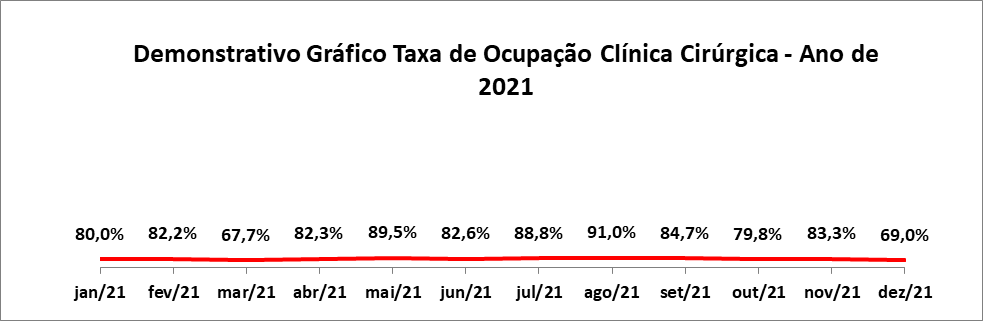 Demonstrativo Gráfico Taxa de Ocupação Clínica Cirúrgica - Ano de
2021
80,0% 82,2% 67,7% 82,3% 89,5% 82,6% 88,8% 91,0% 84,7% 79,8% 83,3% 69,0%
jan/21 fev/21 mar/21 abr/21 mai/21 jun/21 jul/21 ago/21 set/21 out/21 nov/21 dez/21